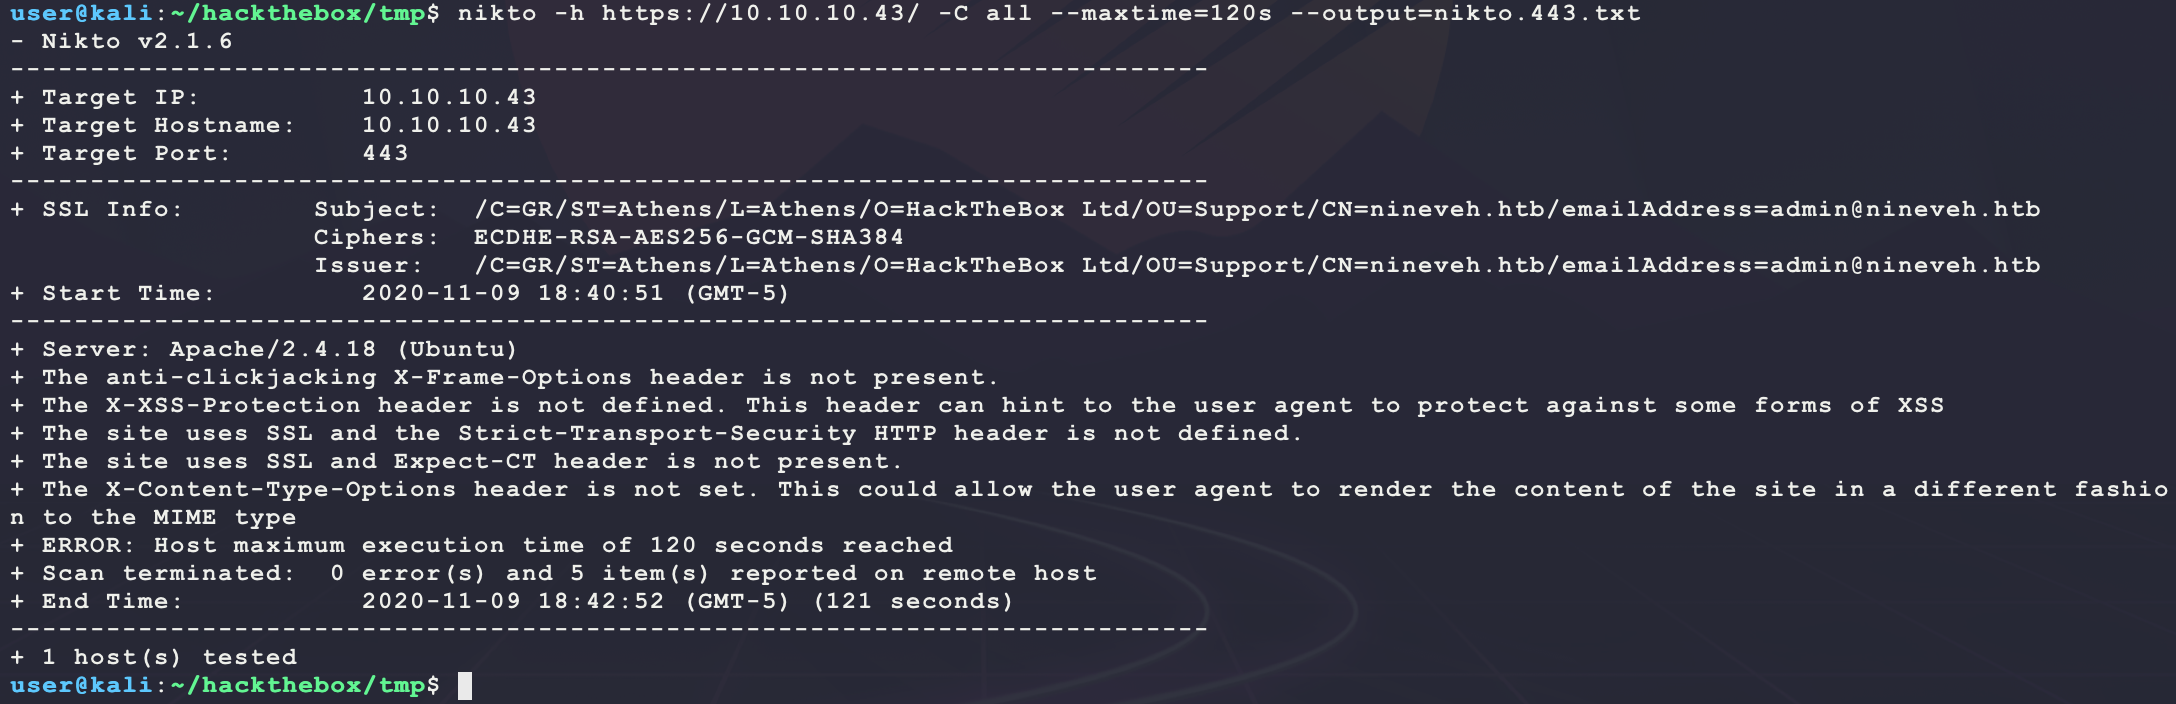 user@kali:~/hackthebox/tmp$ nikto -h https://10.10.10.43/ -C all --maxtime=120s --output=nikto.443.txt
- Nikto v2.1.6
---------------------------------------------------------------------------
+ Target IP:          10.10.10.43
+ Target Hostname:    10.10.10.43
+ Target Port:        443
---------------------------------------------------------------------------
+ SSL Info:        Subject:  /C=GR/ST=Athens/L=Athens/O=HackTheBox Ltd/OU=Support/CN=nineveh.htb/emailAddress=admin@nineveh.htb
                   Ciphers:  ECDHE-RSA-AES256-GCM-SHA384
                   Issuer:   /C=GR/ST=Athens/L=Athens/O=HackTheBox Ltd/OU=Support/CN=nineveh.htb/emailAddress=admin@nineveh.htb
+ Start Time:         2020-11-09 18:40:51 (GMT-5)
---------------------------------------------------------------------------
+ Server: Apache/2.4.18 (Ubuntu)
+ The anti-clickjacking X-Frame-Options header is not present.
+ The X-XSS-Protection header is not defined. This header can hint to the user agent to protect against some forms of XSS
+ The site uses SSL and the Strict-Transport-Security HTTP header is not defined.
+ The site uses SSL and Expect-CT header is not present.
+ The X-Content-Type-Options header is not set. This could allow the user agent to render the content of the site in a different fashio
n to the MIME type
+ ERROR: Host maximum execution time of 120 seconds reached
+ Scan terminated:  0 error(s) and 5 item(s) reported on remote host
+ End Time:           2020-11-09 18:42:52 (GMT-5) (121 seconds)
---------------------------------------------------------------------------
+ 1 host(s) tested
user@kali:~/hackthebox/tmp$